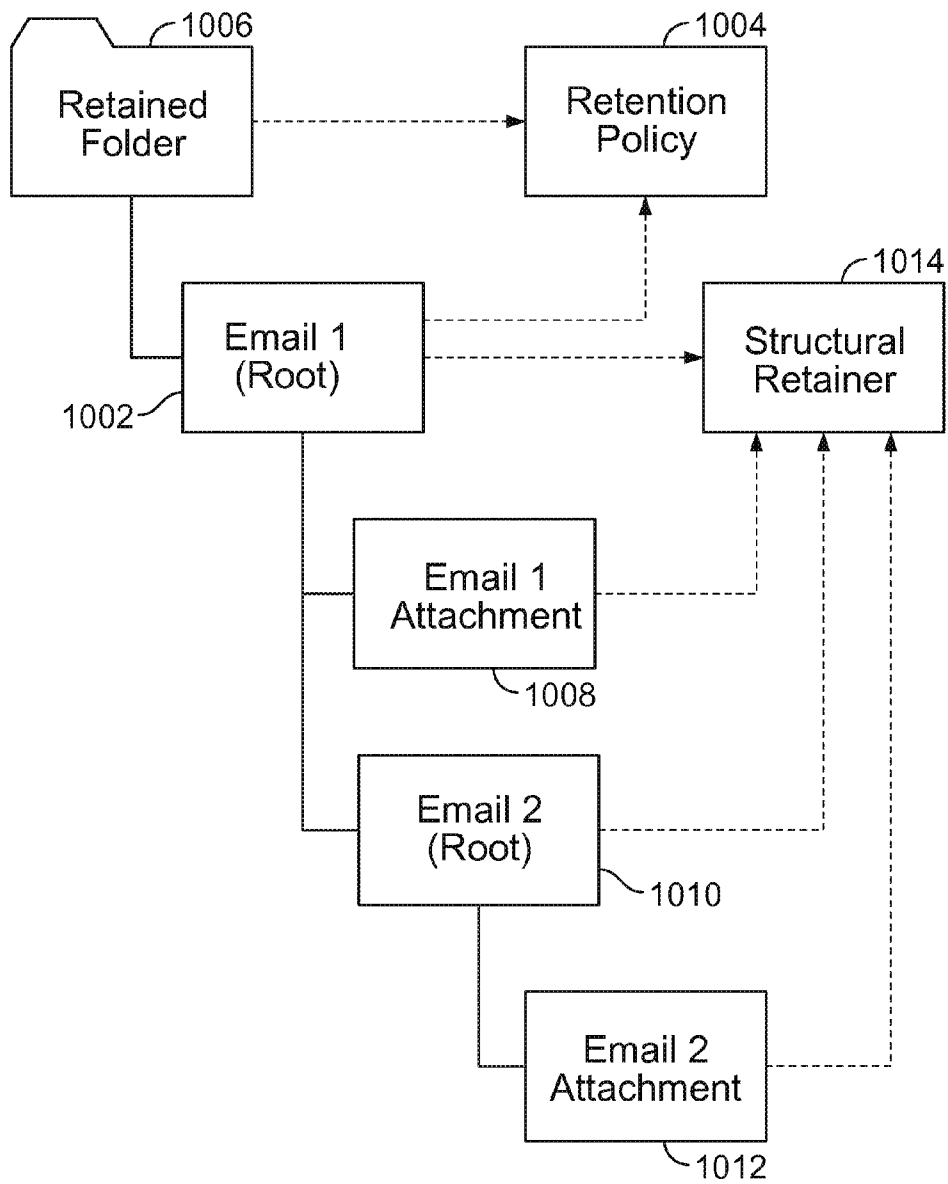 1006
Retained
Folder
1004
Retention
Policy
1014
Structural
Retainer
Email 1
(Root)
1002
Email 1
Attachment
1008
Email 2
(Root)
1010
Email 2
Attachment
1012